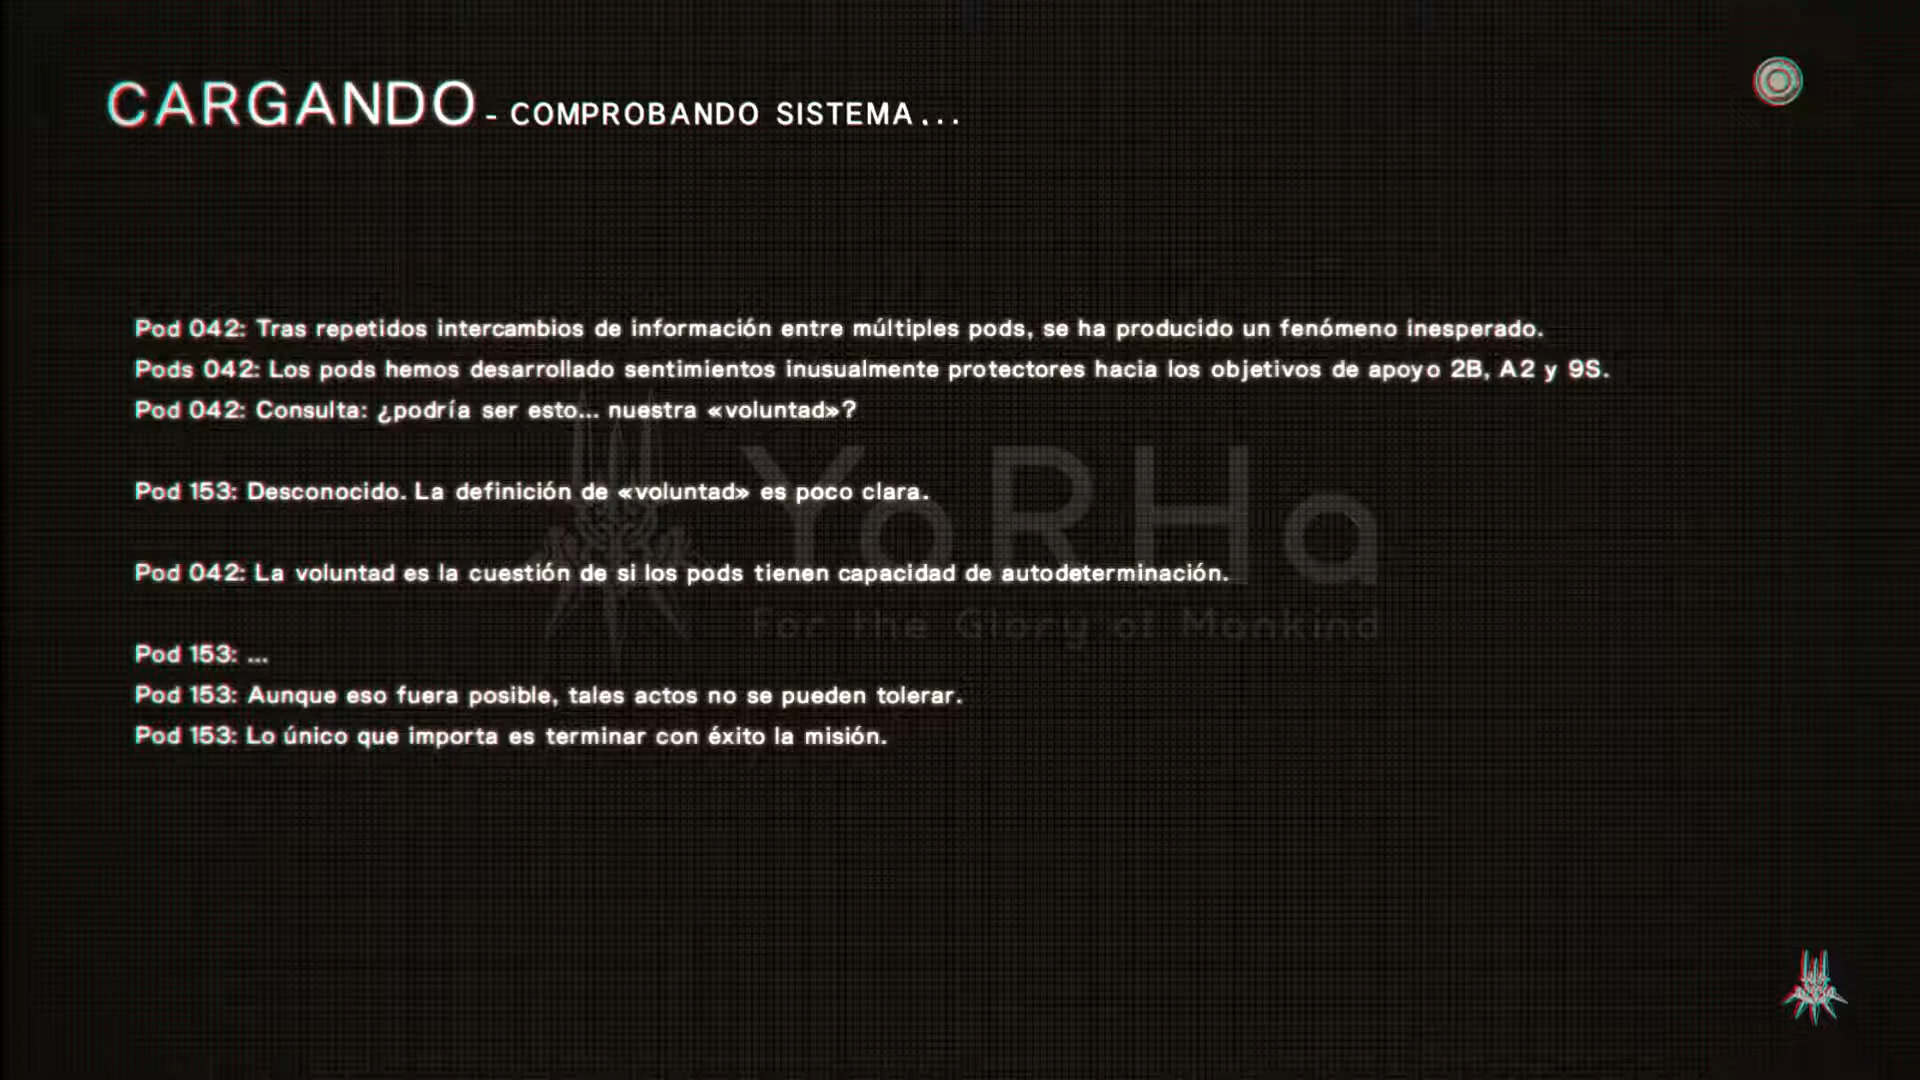 CARGANDO - COMPROBANDO SISTEMA...
Pod 042: Tras repetidos intercambios de información entre múltiples pods, se ha producido un fenómeno inesperado.
Pods 042: Los pods hemos desarrollado sentimientos inusualmente protectores hacia los objetivos de apoyo 2B, A2 y 9S.
Pod 042: Consulta: ¿podría ser esto... nuestra «voluntad»?
Pod 153: Desconocido. La definición de «voluntad» es poco clara.
Pod 042: La voluntad es la cuestión de si los pods tienen capacidad de autodeterminación.
Pod 153: ...
Pod 153: Aunque eso fuera posible, tales actos no se pueden tolerar.
Pod 153: Lo único que importa es terminar con éxito la misión.
YoRHa
For the Glory of Mankind